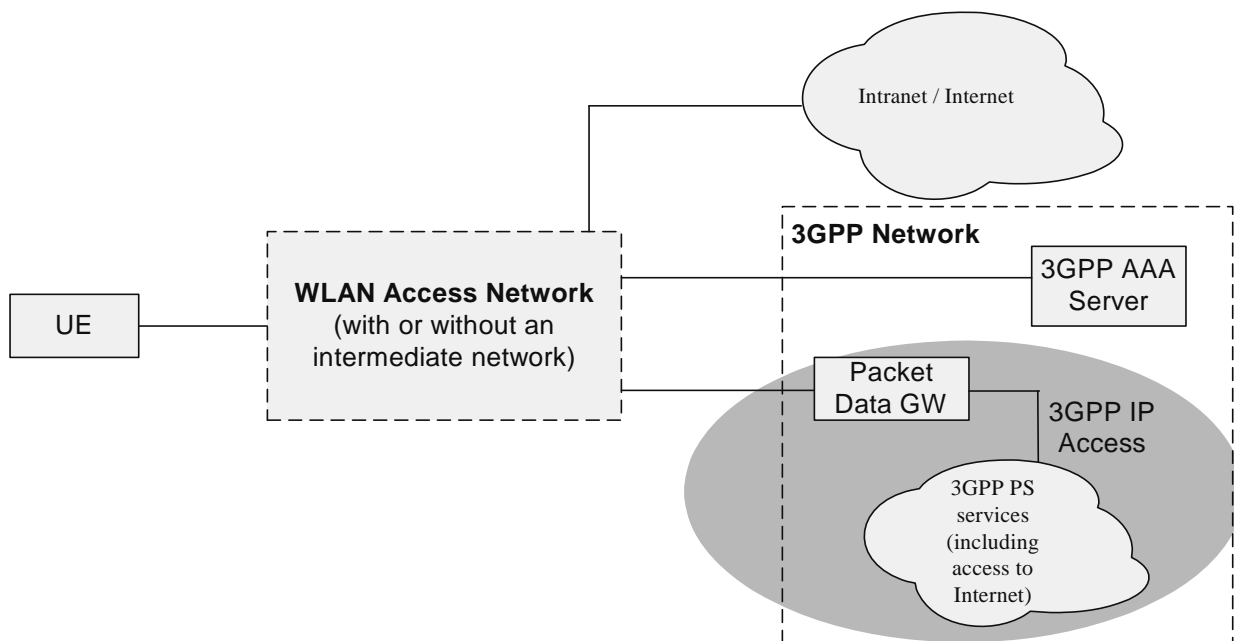 Intranet / Internet
3GPP Network
3GPP AAA
Server
WLAN Access Network
(with or without an
intermediate network)
UE
Packet
Data GW
3GPP IP
Access
3GPP PS
services
(including
access to
Internet)